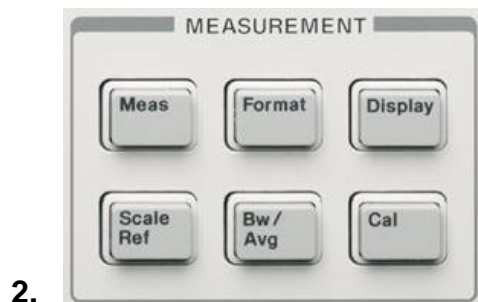 MEASUREMENT
Meas
Format
Display
Scale
Ref
Bw/
Avg
Cal
2.